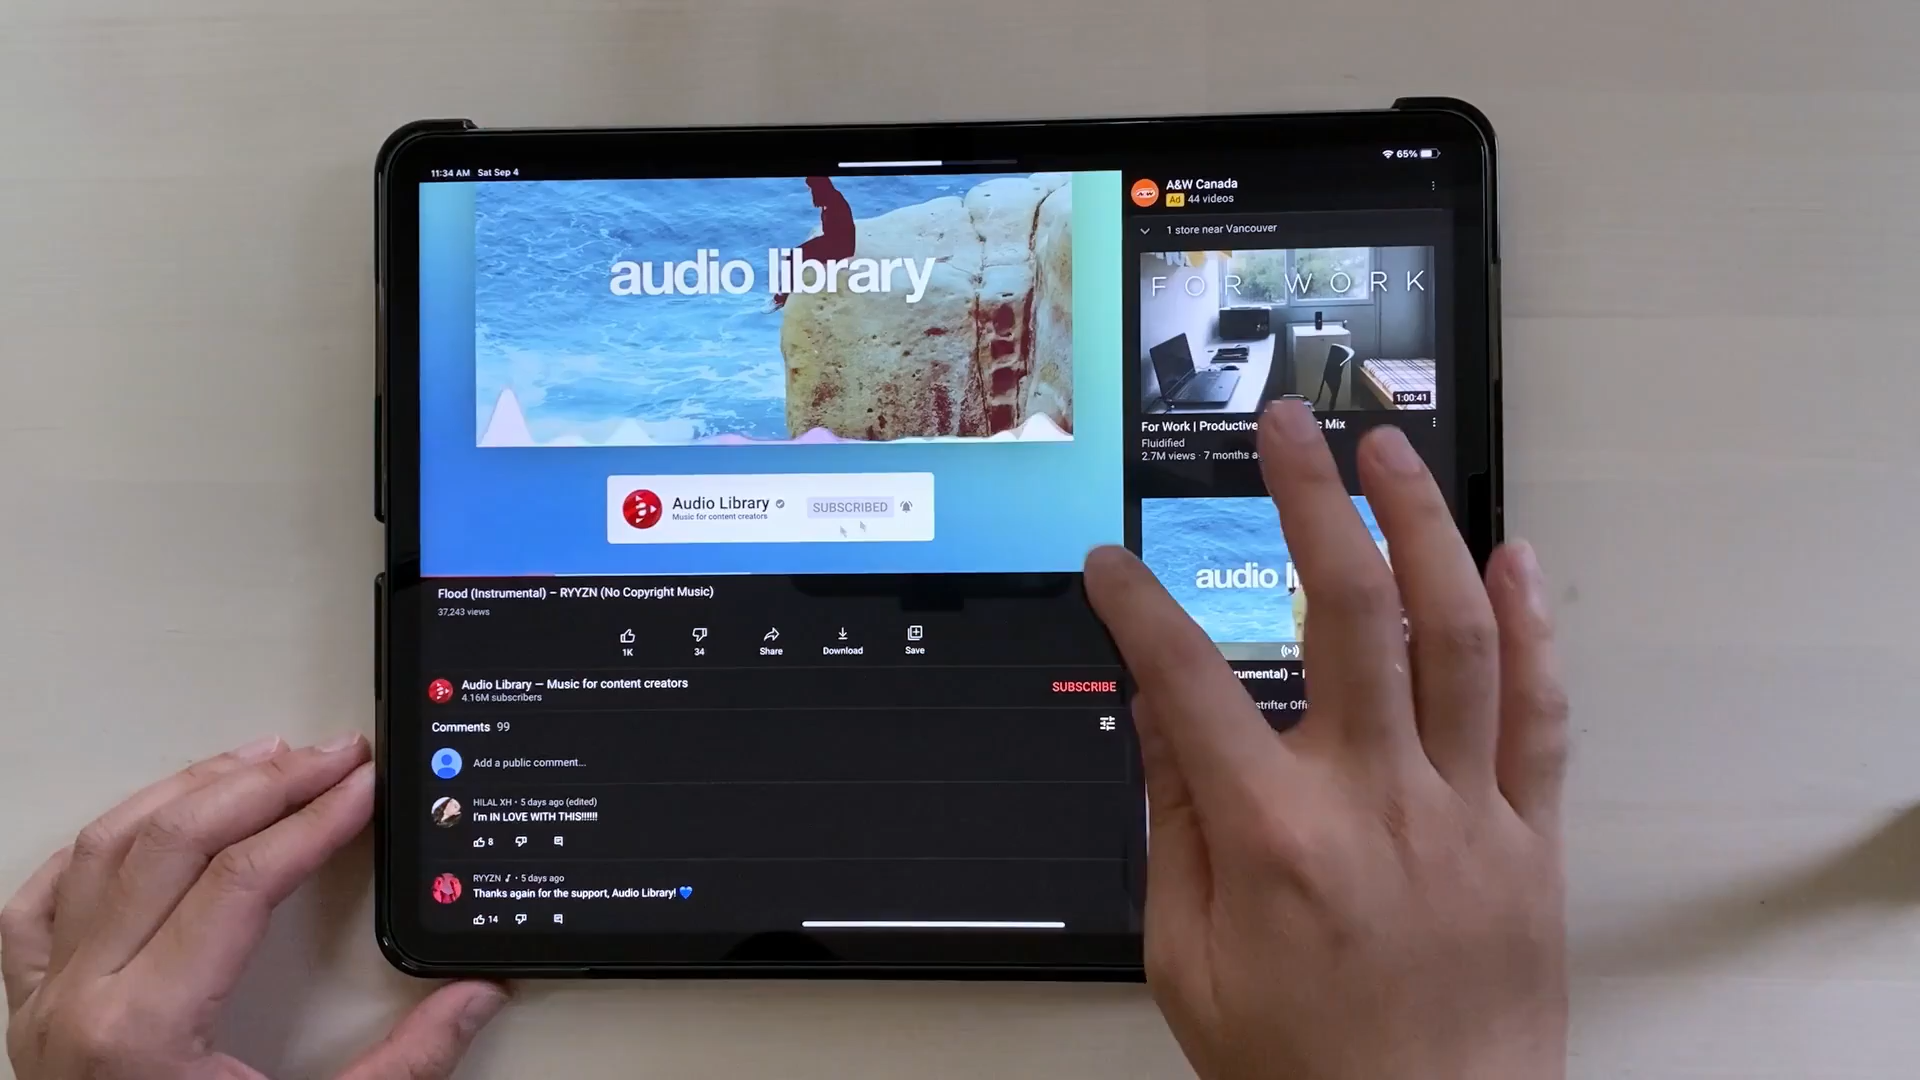 11:34 AM Sat Sep 4
65%
audio library
Audio Library
Music for content creators
SUBSCRIBED
Flood (Instrumental) – RYYZN (No Copyright Music)
37,243 views
1K
34
Share
Download
Save
Audio Library — Music for content creators
4.16M subscribers
SUBSCRIBE
Comments 99
Add a public comment...
HILAL XH • 5 days ago (edited)
I'm IN LOVE WITH THIS!!!!!!
8
RYYZN ♪ • 5 days ago
Thanks again for the support, Audio Library! 💙
14
A&W Canada
Ad 44 videos
1 store near Vancouver
FOR WORK
1:00:41
For Work | Productive
Mix
Fluidified
2.7M views · 7 months
audio